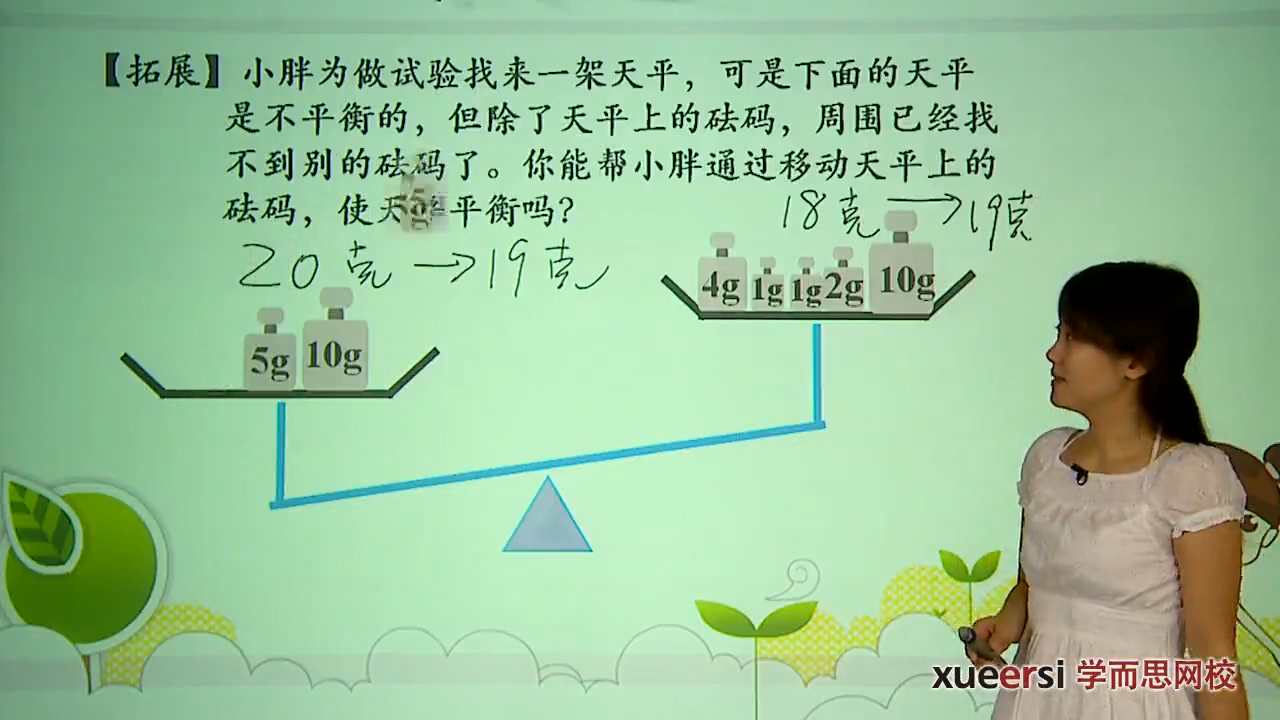 【拓展】小胖为做试验找来一架天平，可是下面的天平
是不平衡的，但除了天平上的砝码，周围已经找
不到别的砝码了。你能帮小胖通过移动天平上的
砝码，使天平衡吗？
18克→19克
20克→19克
4g 1g 1g 2g 10g
5g 10g
xueersi 学而思网校